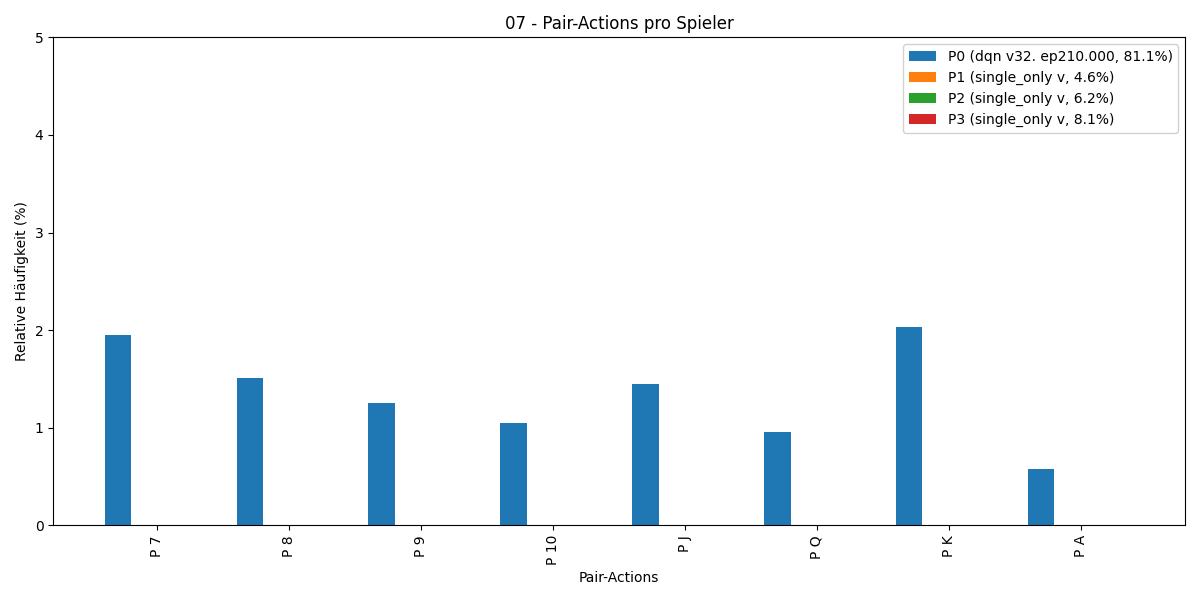 07 - Pair-Actions pro Spieler
P0 (dqn v32. ep210.000, 81.1%)
P1 (single_only v, 4.6%)
P2 (single_only v, 6.2%)
P3 (single_only v, 8.1%)
Relative Häufigkeit (%)
5
4
3
2
1
0
P 7
P 8
P 9
P 10
P J
P Q
P K
P A
Pair-Actions